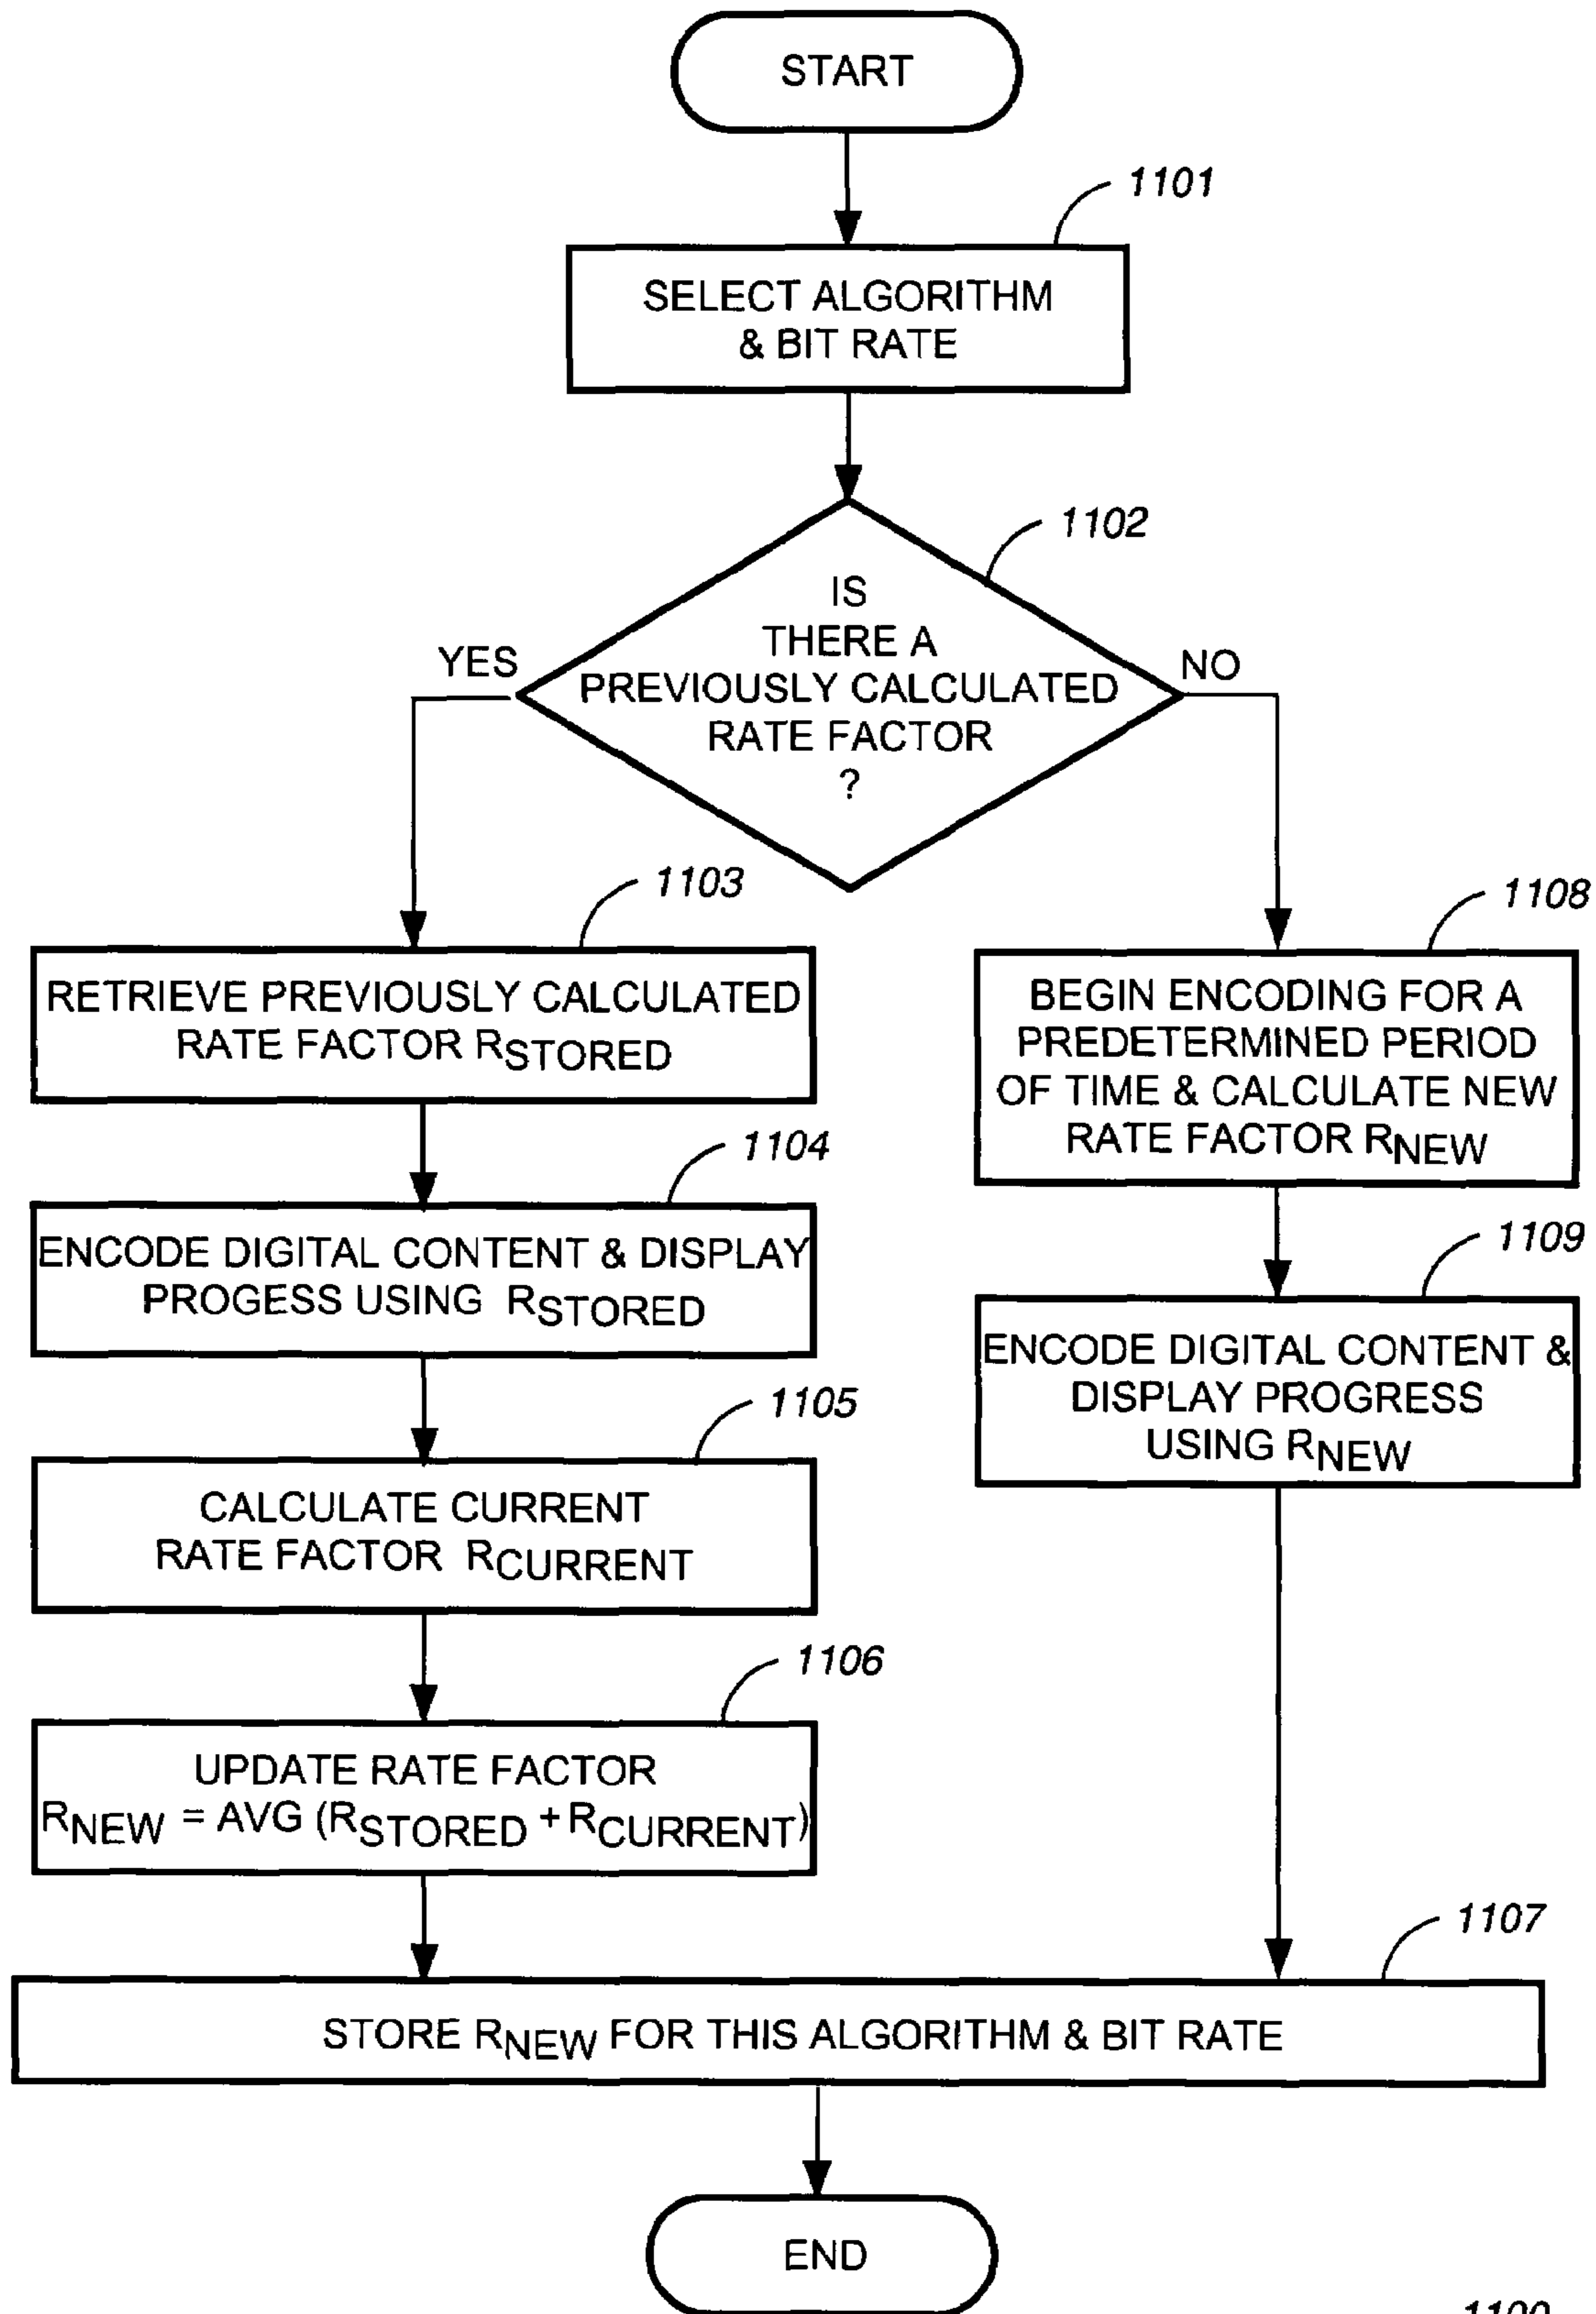 START
1101
SELECT ALGORITHM
& BIT RATE
1102
IS
THERE A
PREVIOUSLY CALCULATED
RATE FACTOR
?
YES
NO
1103
RETRIEVE PREVIOUSLY CALCULATED
RATE FACTOR RSTORED
1104
ENCODE DIGITAL CONTENT & DISPLAY
PROGESS USING RSTORED
1105
CALCULATE CURRENT
RATE FACTOR RCURRENT
1106
UPDATE RATE FACTOR
RNEW = AVG (RSTORED + RCURRENT)
1108
BEGIN ENCODING FOR A
PREDETERMINED PERIOD
OF TIME & CALCULATE NEW
RATE FACTOR RNEW
1109
ENCODE DIGITAL CONTENT &
DISPLAY PROGRESS
USING RNEW
1107
STORE RNEW FOR THIS ALGORITHM & BIT RATE
END
1100